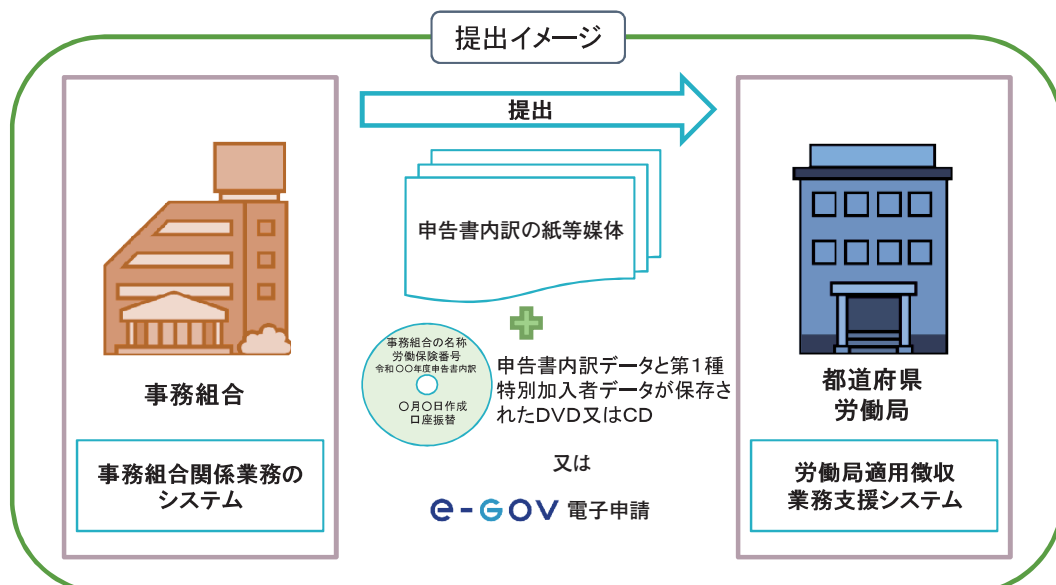 提出イメージ
提出
申告書内訳の紙等媒体
事務組合の名称
労働保険番号
令和〇〇年度申告書内訳
〇月〇日作成
口座振替
申告書内訳データと第1種
特別加入者データが保存さ
れたDVD又はCD
又は
e-GOV 電子申請
事務組合
事務組合関係業務の
システム
都道府県
労働局
労働局適用徴収
業務支援システム